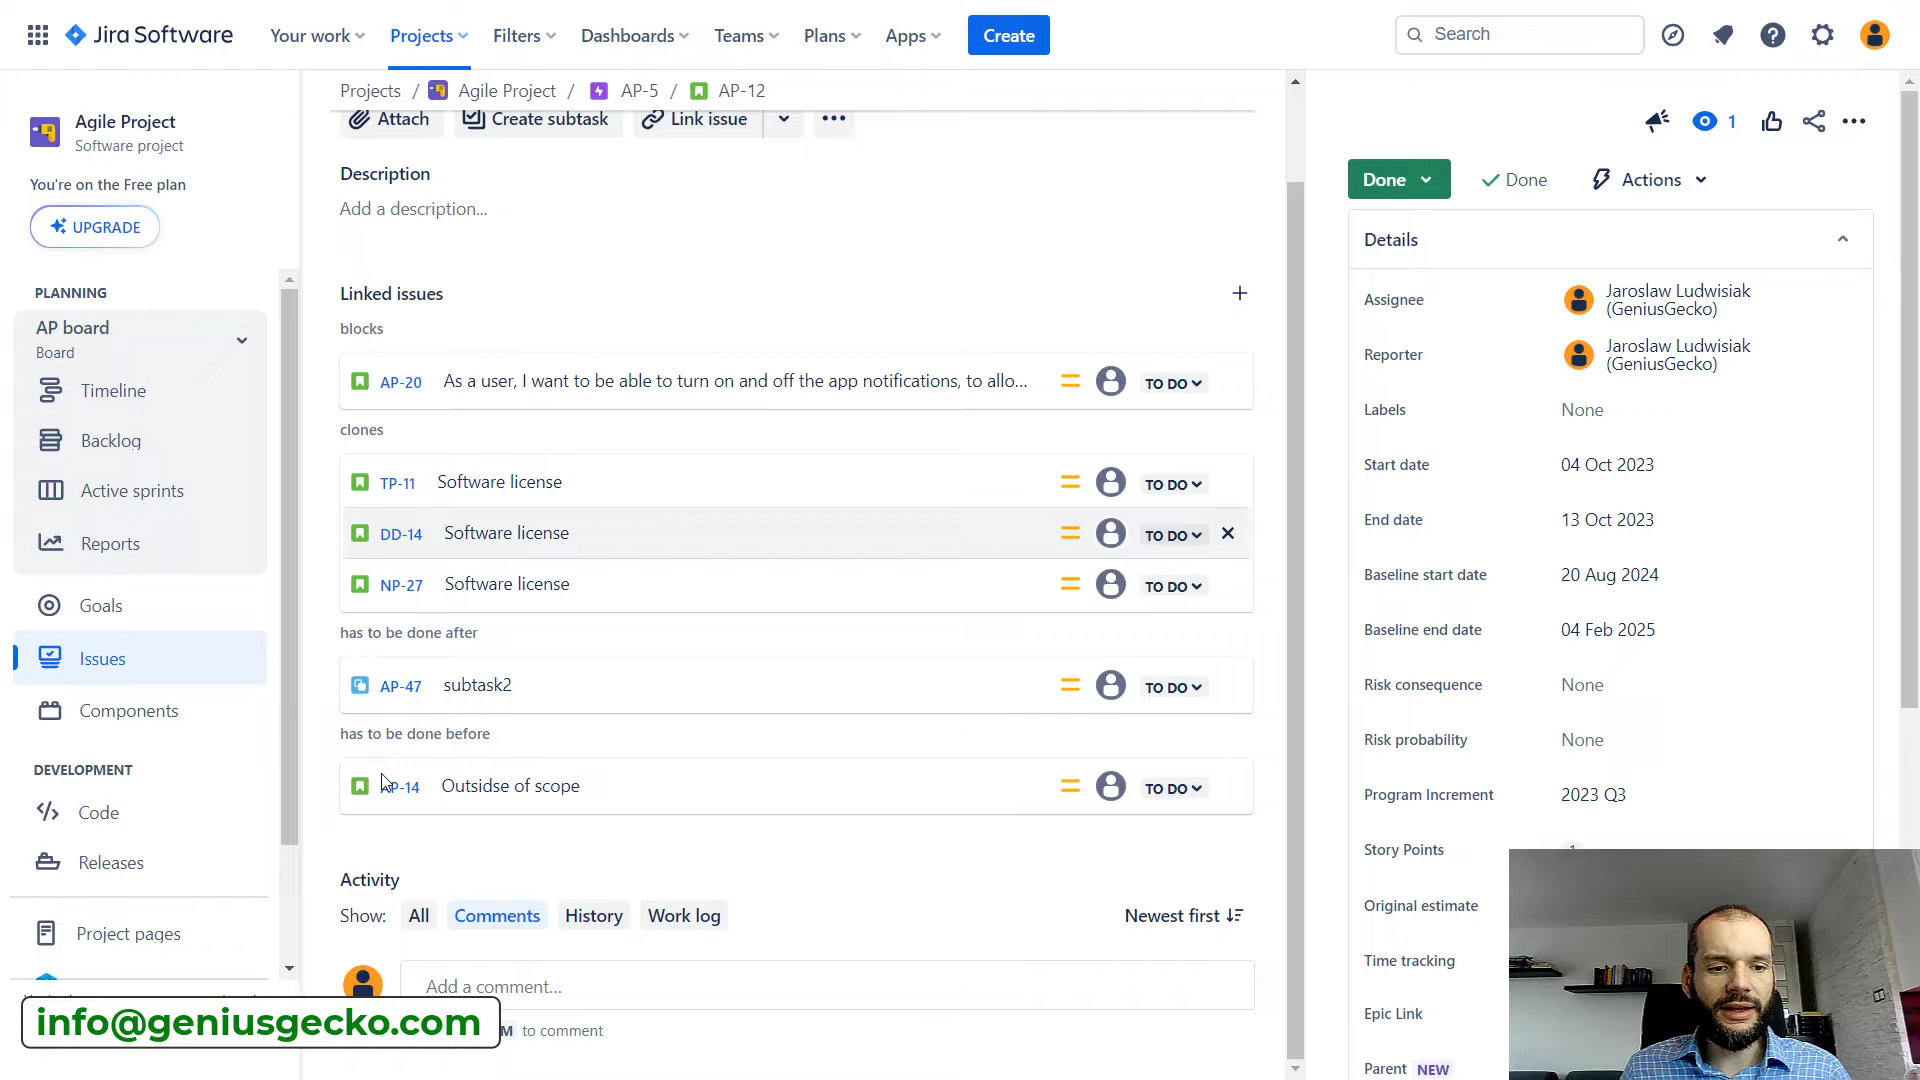 Jira Software
Your work
Projects
Filters
Dashboards
Teams
Plans
Apps
Create
Search
Agile Project
Software project
You're on the Free plan
UPGRADE
PLANNING
AP board
Board
Timeline
Backlog
Active sprints
Reports
Goals
Issues
Components
DEVELOPMENT
Code
Releases
Project pages
info@geniusgecko.com
Projects / Agile Project / AP-5 / AP-12
Attach
Create subtask
Link issue
Description
Add a description...
Linked issues
blocks
AP-20 As a user, I want to be able to turn on and off the app notifications, to allo... TO DO
clones
TP-11 Software license TO DO
DD-14 Software license TO DO
NP-27 Software license TO DO
has to be done after
AP-47 subtask2 TO DO
has to be done before
AP-14 Outsidse of scope TO DO
Activity
Show: All Comments History Work log Newest first
Add a comment...
M to comment
1
Done
Done
Actions
Details
Assignee Jaroslaw Ludwisiak
(GeniusGecko)
Reporter Jaroslaw Ludwisiak
(GeniusGecko)
Labels None
Start date 04 Oct 2023
End date 13 Oct 2023
Baseline start date 20 Aug 2024
Baseline end date 04 Feb 2025
Risk consequence None
Risk probability None
Program Increment 2023 Q3
Story Points
Original estimate
Time tracking
Epic Link
Parent NEW